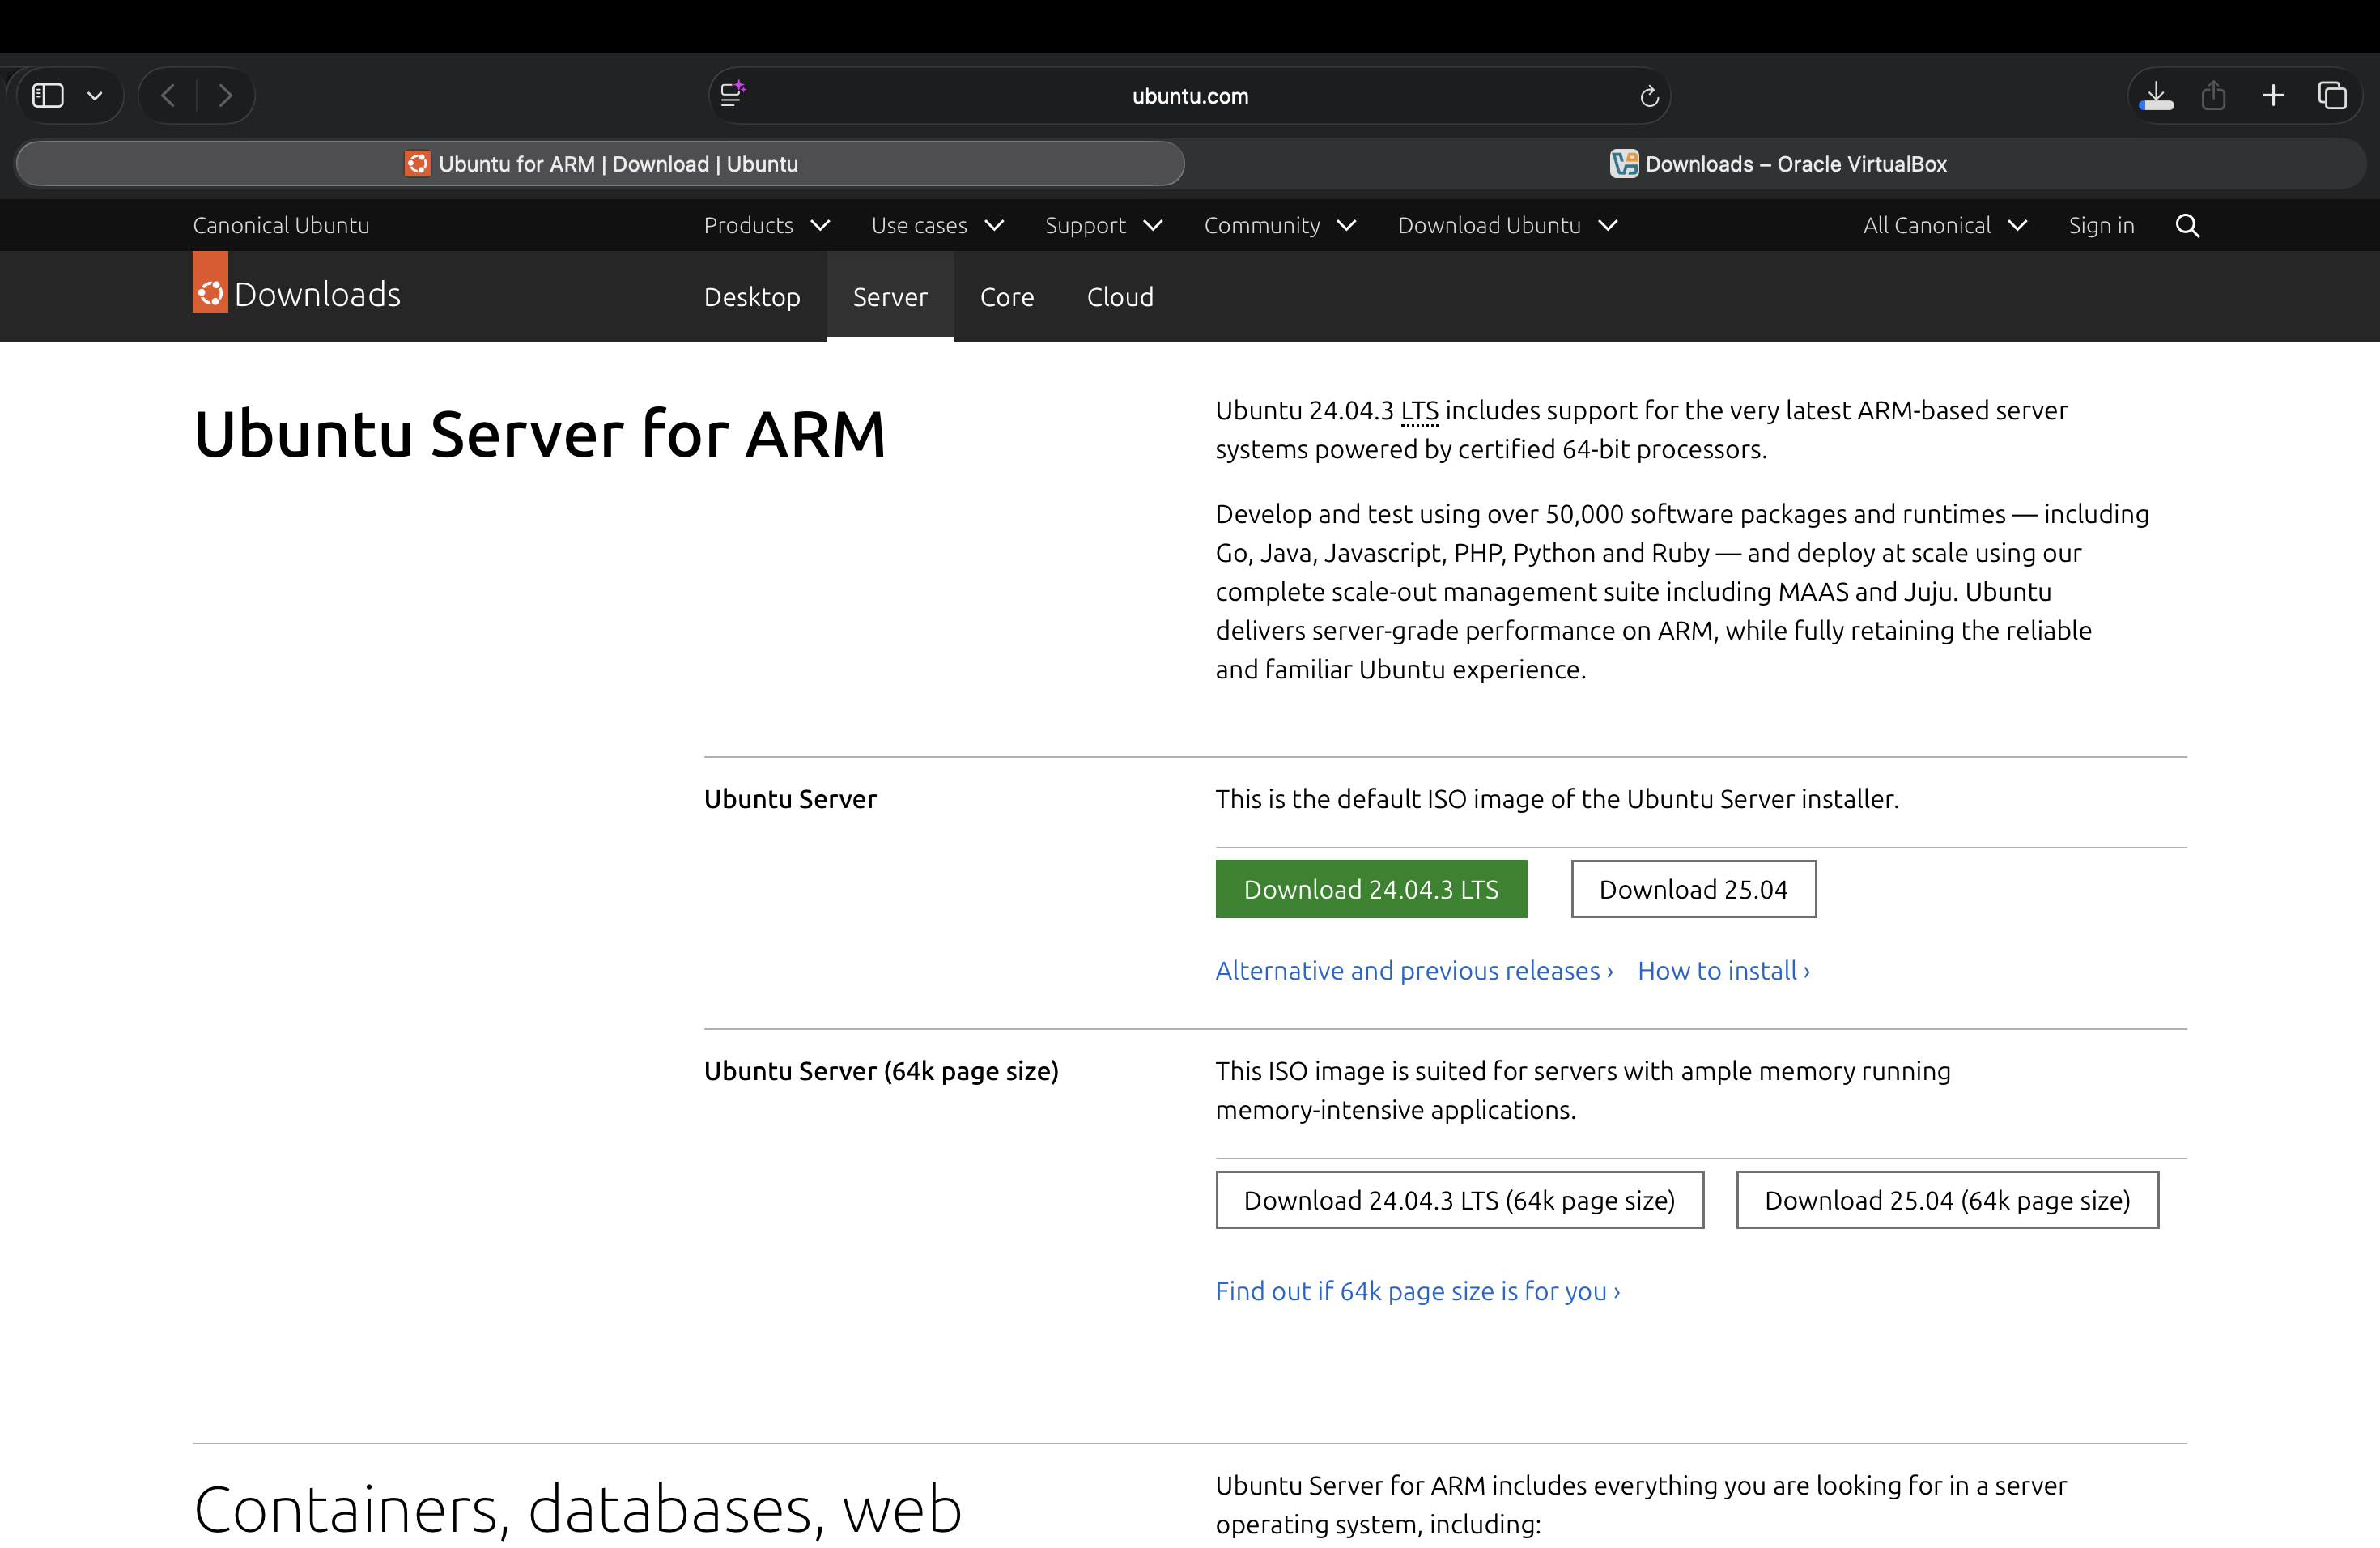 ubuntu.com
Ubuntu for ARM | Download | Ubuntu
Downloads – Oracle VirtualBox
Canonical Ubuntu
Products
Use cases
Support
Community
Download Ubuntu
All Canonical
Sign in
Downloads
Desktop
Server
Core
Cloud
Ubuntu Server for ARM
Ubuntu 24.04.3 LTS includes support for the very latest ARM-based server
systems powered by certified 64-bit processors.
Develop and test using over 50,000 software packages and runtimes — including
Go, Java, Javascript, PHP, Python and Ruby — and deploy at scale using our
complete scale-out management suite including MAAS and Juju. Ubuntu
delivers server-grade performance on ARM, while fully retaining the reliable
and familiar Ubuntu experience.
Ubuntu Server
This is the default ISO image of the Ubuntu Server installer.
Download 24.04.3 LTS
Download 25.04
Alternative and previous releases ›
How to install ›
Ubuntu Server (64k page size)
This ISO image is suited for servers with ample memory running
memory-intensive applications.
Download 24.04.3 LTS (64k page size)
Download 25.04 (64k page size)
Find out if 64k page size is for you ›
Containers, databases, web
Ubuntu Server for ARM includes everything you are looking for in a server
operating system, including: